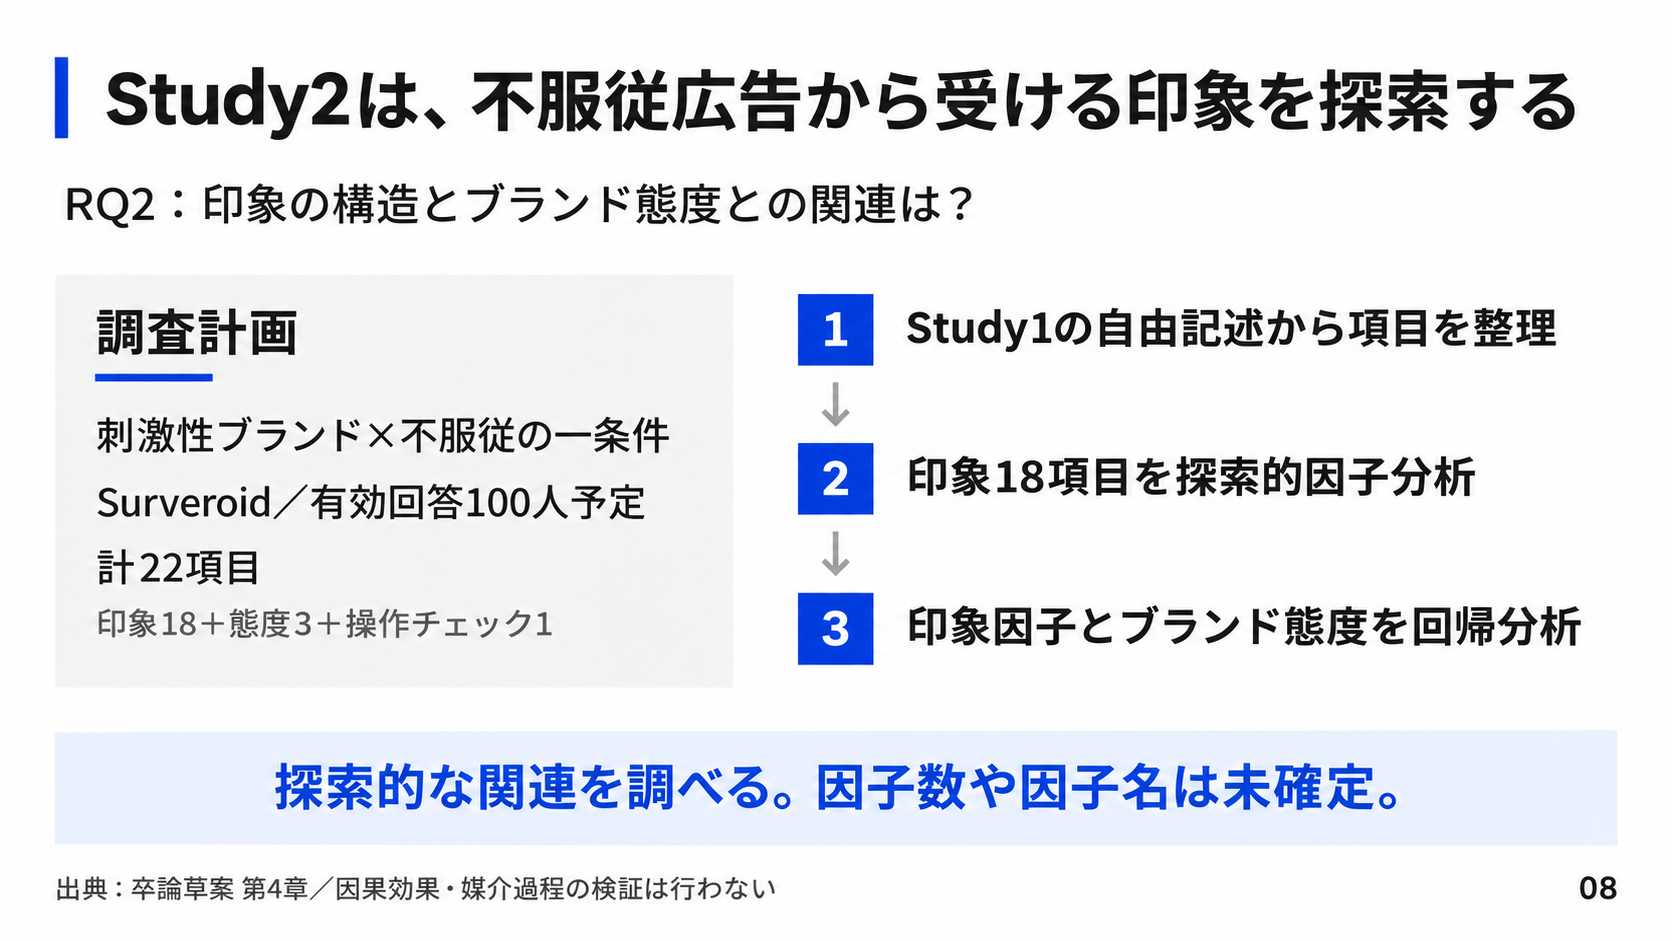 Study2は、不服従広告から受ける印象を探索する
RQ2：印象の構造とブランド態度との関連は？
調査計画
刺激性ブランド×不服従の一条件
Surveroid／有効回答100人予定
計22項目
印象18＋態度3＋操作チェック1
1 Study1の自由記述から項目を整理
↓
2 印象18項目を探索的因子分析
↓
3 印象因子とブランド態度を回帰分析
探索的な関連を調べる。因子数や因子名は未確定。
出典：卒論草案 第4章／因果効果・媒介過程の検証は行わない
08